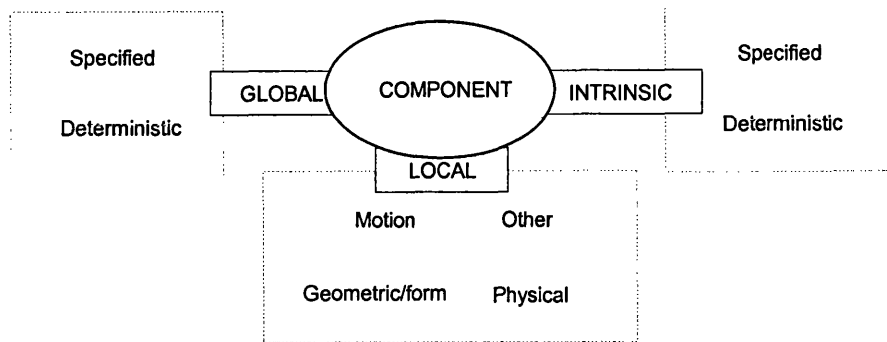 Specified
GLOBAL
Deterministic
COMPONENT
INTRINSIC
Specified
Deterministic
LOCAL
Motion Other
Geometric/form Physical